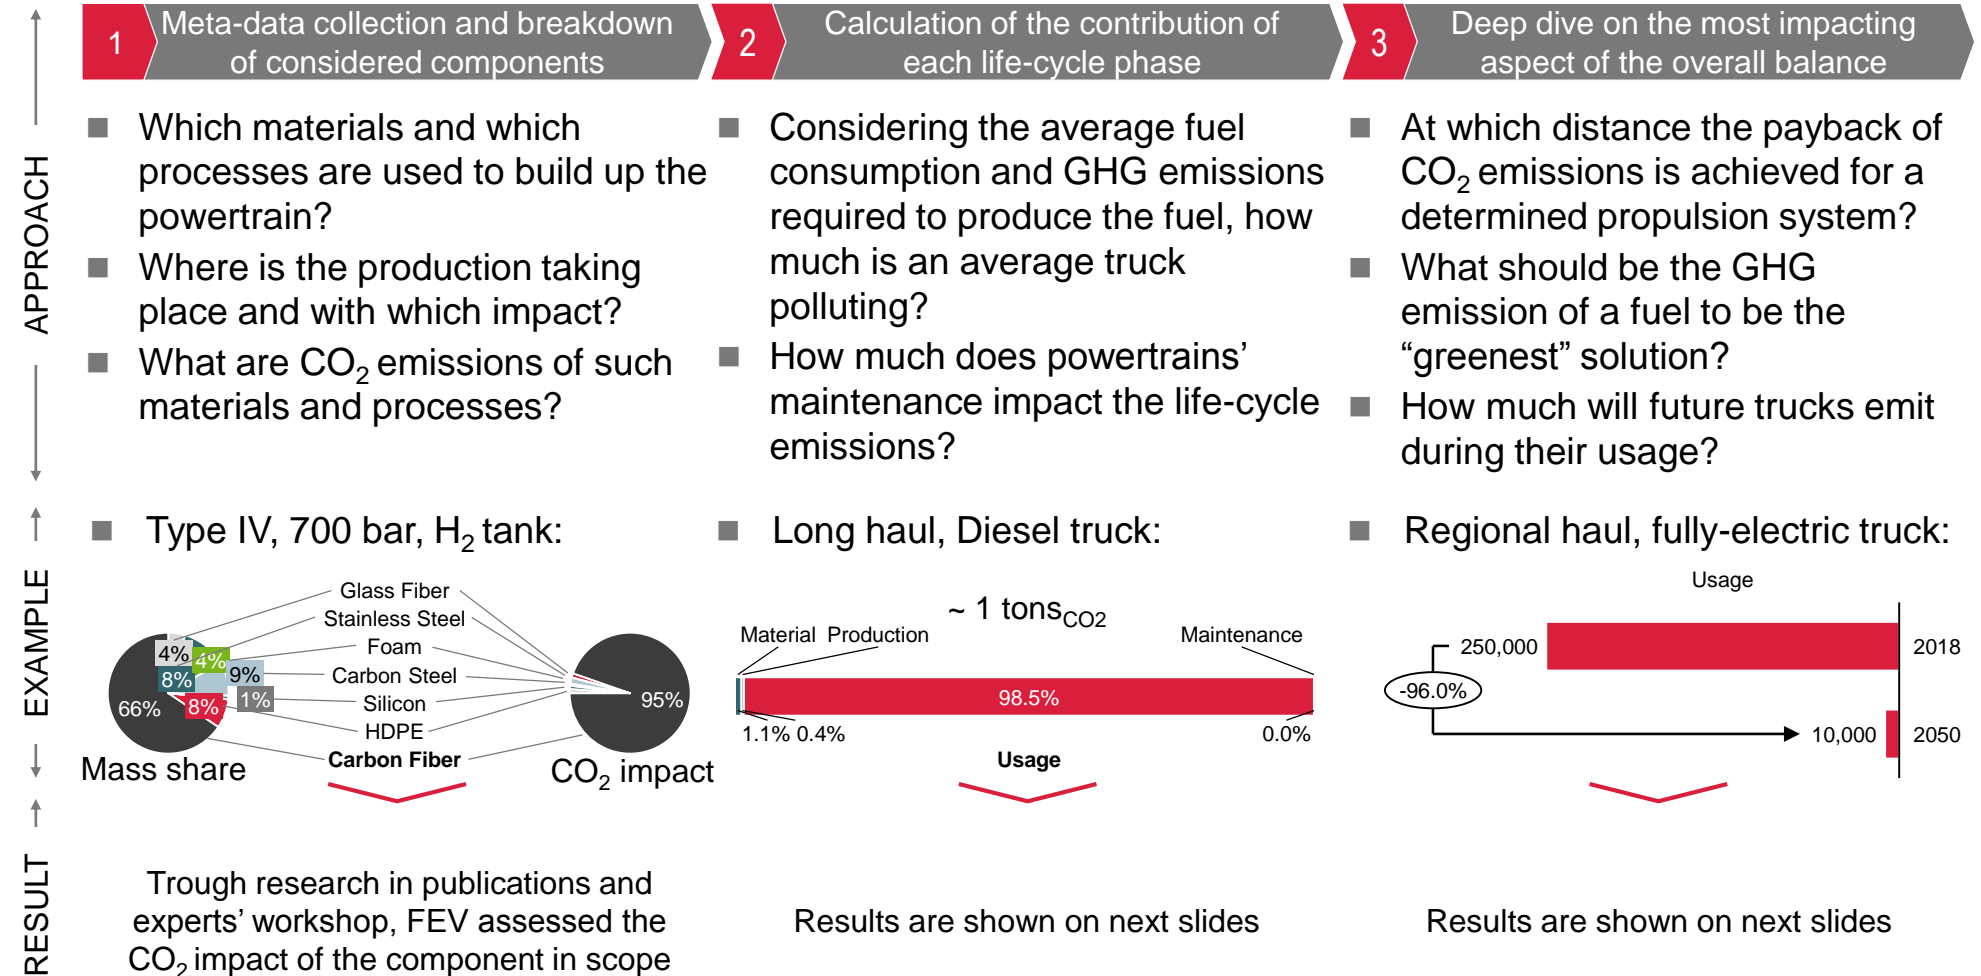 APPROACH
1
Meta-data collection and breakdown
of considered components
2
Calculation of the contribution of
each life-cycle phase
3
Deep dive on the most impacting
aspect of the overall balance
Which materials and which
processes are used to build up the
powertrain?
Where is the production taking
place and with which impact?
What are CO2 emissions of such
materials and processes?
Considering the average fuel
consumption and GHG emissions
required to produce the fuel, how
much is an average truck
polluting?
How much does powertrains’
maintenance impact the life-cycle
emissions?
At which distance the payback of
CO2 emissions is achieved for a
determined propulsion system?
What should be the GHG
emission of a fuel to be the
“greenest” solution?
How much will future trucks emit
during their usage?
EXAMPLE
Type IV, 700 bar, H2 tank:
Glass Fiber
Stainless Steel
Foam
Carbon Steel
Silicon
HDPE
Carbon Fiber
4%
4%
8%
9%
1%
8%
66%
Mass share
95%
CO2 impact
Long haul, Diesel truck:
~ 1 tonsCO2
Material Production Maintenance
98.5%
1.1% 0.4% 0.0%
Usage
Regional haul, fully-electric truck:
Usage
250,000 2018
-96.0%
10,000 2050
RESULT
Trough research in publications and
experts’ workshop, FEV assessed the
CO2 impact of the component in scope
Results are shown on next slides
Results are shown on next slides